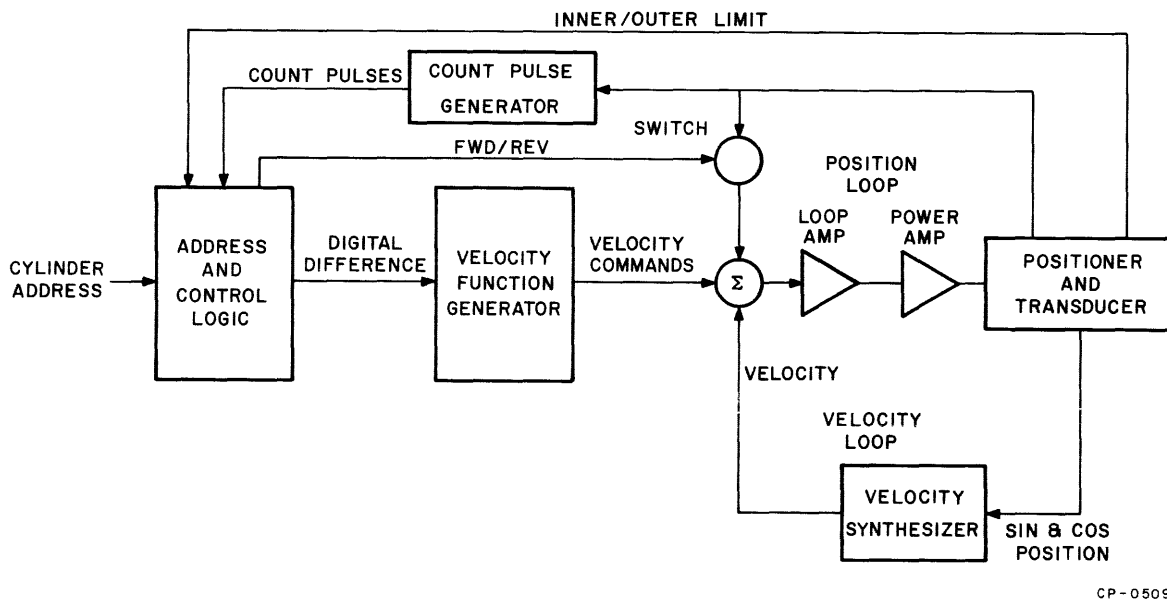 INNER/OUTER LIMIT
COUNT PULSES
COUNT PULSE
GENERATOR
SWITCH
FWD/REV
POSITION
LOOP
LOOP
AMP
POWER
AMP
CYLINDER
ADDRESS
ADDRESS
AND
CONTROL
LOGIC
DIGITAL
DIFFERENCE
VELOCITY
FUNCTION
GENERATOR
VELOCITY
COMMANDS
Σ
POSITIONER
AND
TRANSDUCER
VELOCITY
VELOCITY
LOOP
VELOCITY
SYNTHESIZER
SIN & COS
POSITION
CP-0509